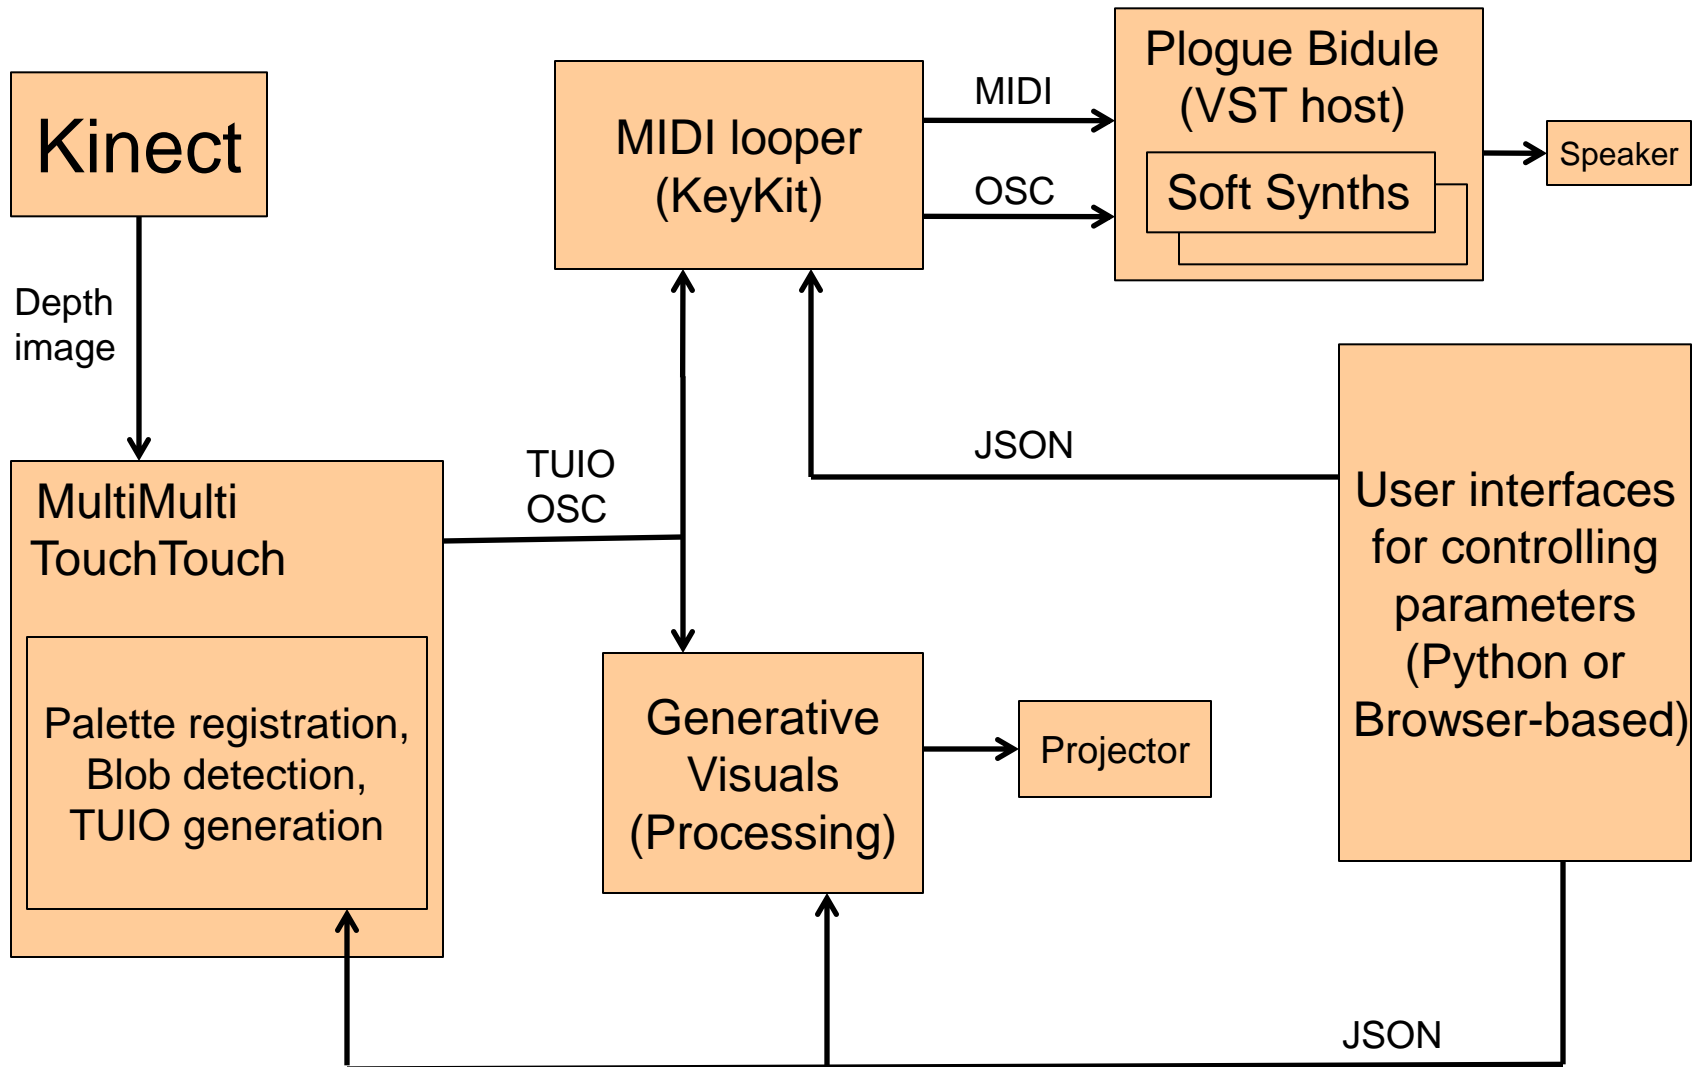 Kinect
Depth
image
MultiMulti
TouchTouch
Palette registration,
Blob detection,
TUIO generation
TUIO
OSC
MIDI looper
(KeyKit)
MIDI
OSC
Plogue Bidule
(VST host)
Soft Synths
Speaker
JSON
Generative
Visuals
(Processing)
Projector
User interfaces
for controlling
parameters
(Python or
Browser-based)
JSON